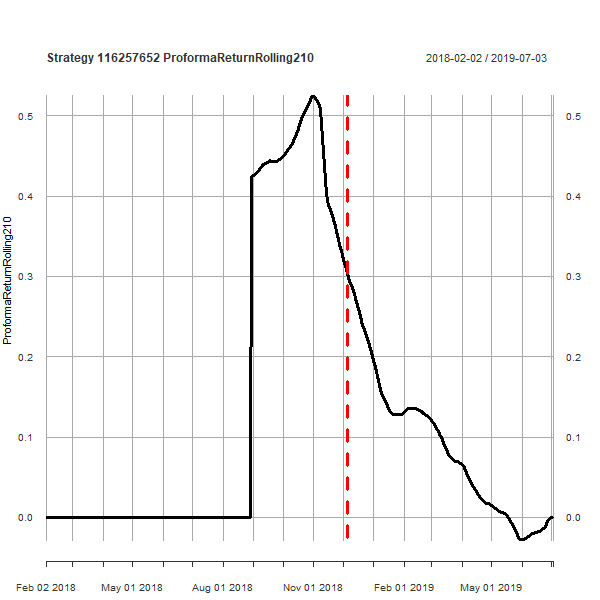 Strategy 116257652 ProformaReturnRolling210
2018-02-02 / 2019-07-03
ProformaReturnRolling210
0.5
0.4
0.3
0.2
0.1
0.0
0.5
0.4
0.3
0.2
0.1
0.0
Feb 02 2018
May 01 2018
Aug 01 2018
Nov 01 2018
Feb 01 2019
May 01 2019